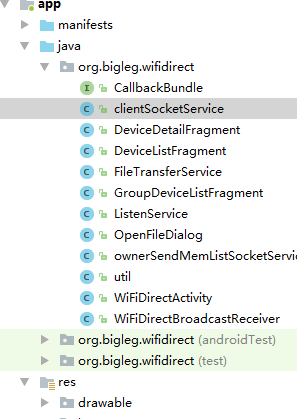 app
manifests
java
org.bigleg.wifidirect
CallbackBundle
clientSocketService
DeviceDetailFragment
DeviceListFragment
FileTransferService
GroupDeviceListFragment
ListenService
OpenFileDialog
ownerSendMemListSocketServi
util
WiFiDirectActivity
WiFiDirectBroadcastReceiver
org.bigleg.wifidirect (androidTest)
org.bigleg.wifidirect (test)
res
drawable